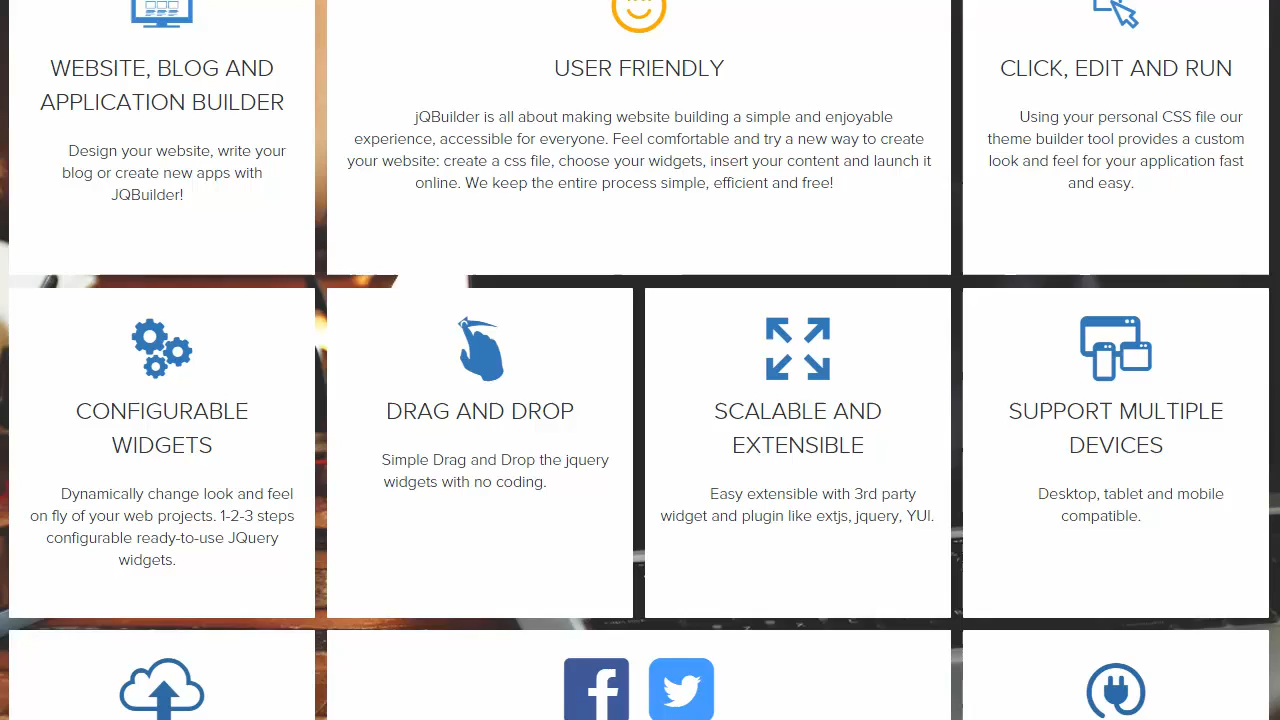 WEBSITE, BLOG AND
APPLICATION BUILDER
Design your website, write your
blog or create new apps with
JQBuilder!
USER FRIENDLY
jQBuilder is all about making website building a simple and enjoyable
experience, accessible for everyone. Feel comfortable and try a new way to create
your website: create a css file, choose your widgets, insert your content and launch it
online. We keep the entire process simple, efficient and free!
CLICK, EDIT AND RUN
Using your personal CSS file our
theme builder tool provides a custom
look and feel for your application fast
and easy.
CONFIGURABLE
WIDGETS
Dynamically change look and feel
on fly of your web projects. 1-2-3 steps
configurable ready-to-use JQuery
widgets.
DRAG AND DROP
Simple Drag and Drop the jquery
widgets with no coding.
SCALABLE AND
EXTENSIBLE
Easy extensible with 3rd party
widget and plugin like extjs, jquery, YUI.
SUPPORT MULTIPLE
DEVICES
Desktop, tablet and mobile
compatible.